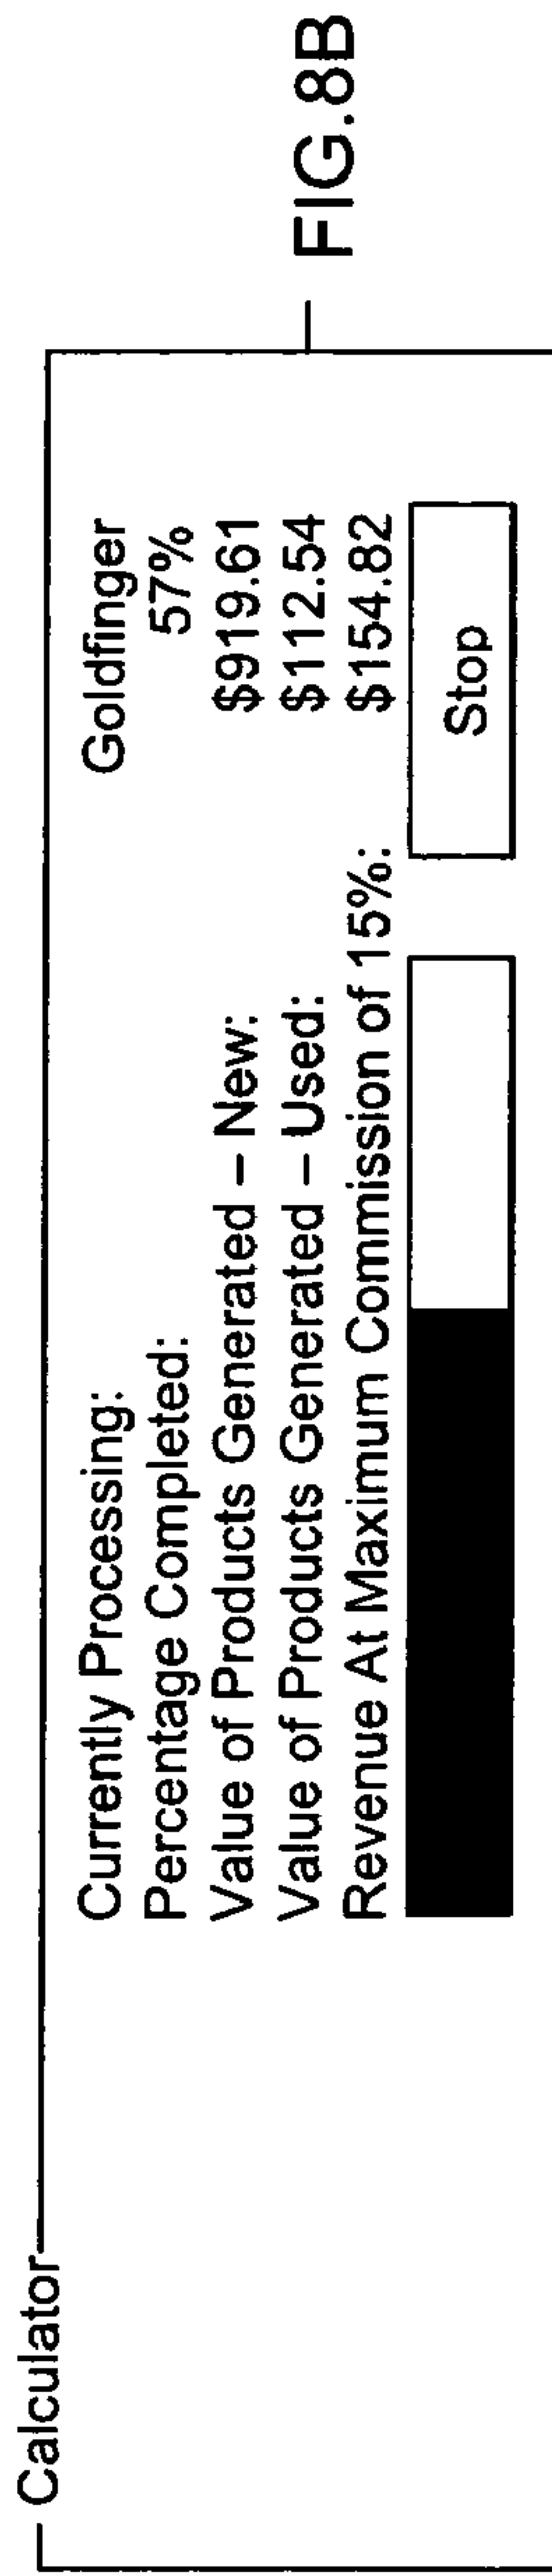 Calculator
Currently Processing: Goldfinger
Percentage Completed: 57%
Value of Products Generated – New: $919.61
Value of Products Generated – Used: $112.54
Revenue At Maximum Commission of 15%: $154.82
Stop
FIG.8B